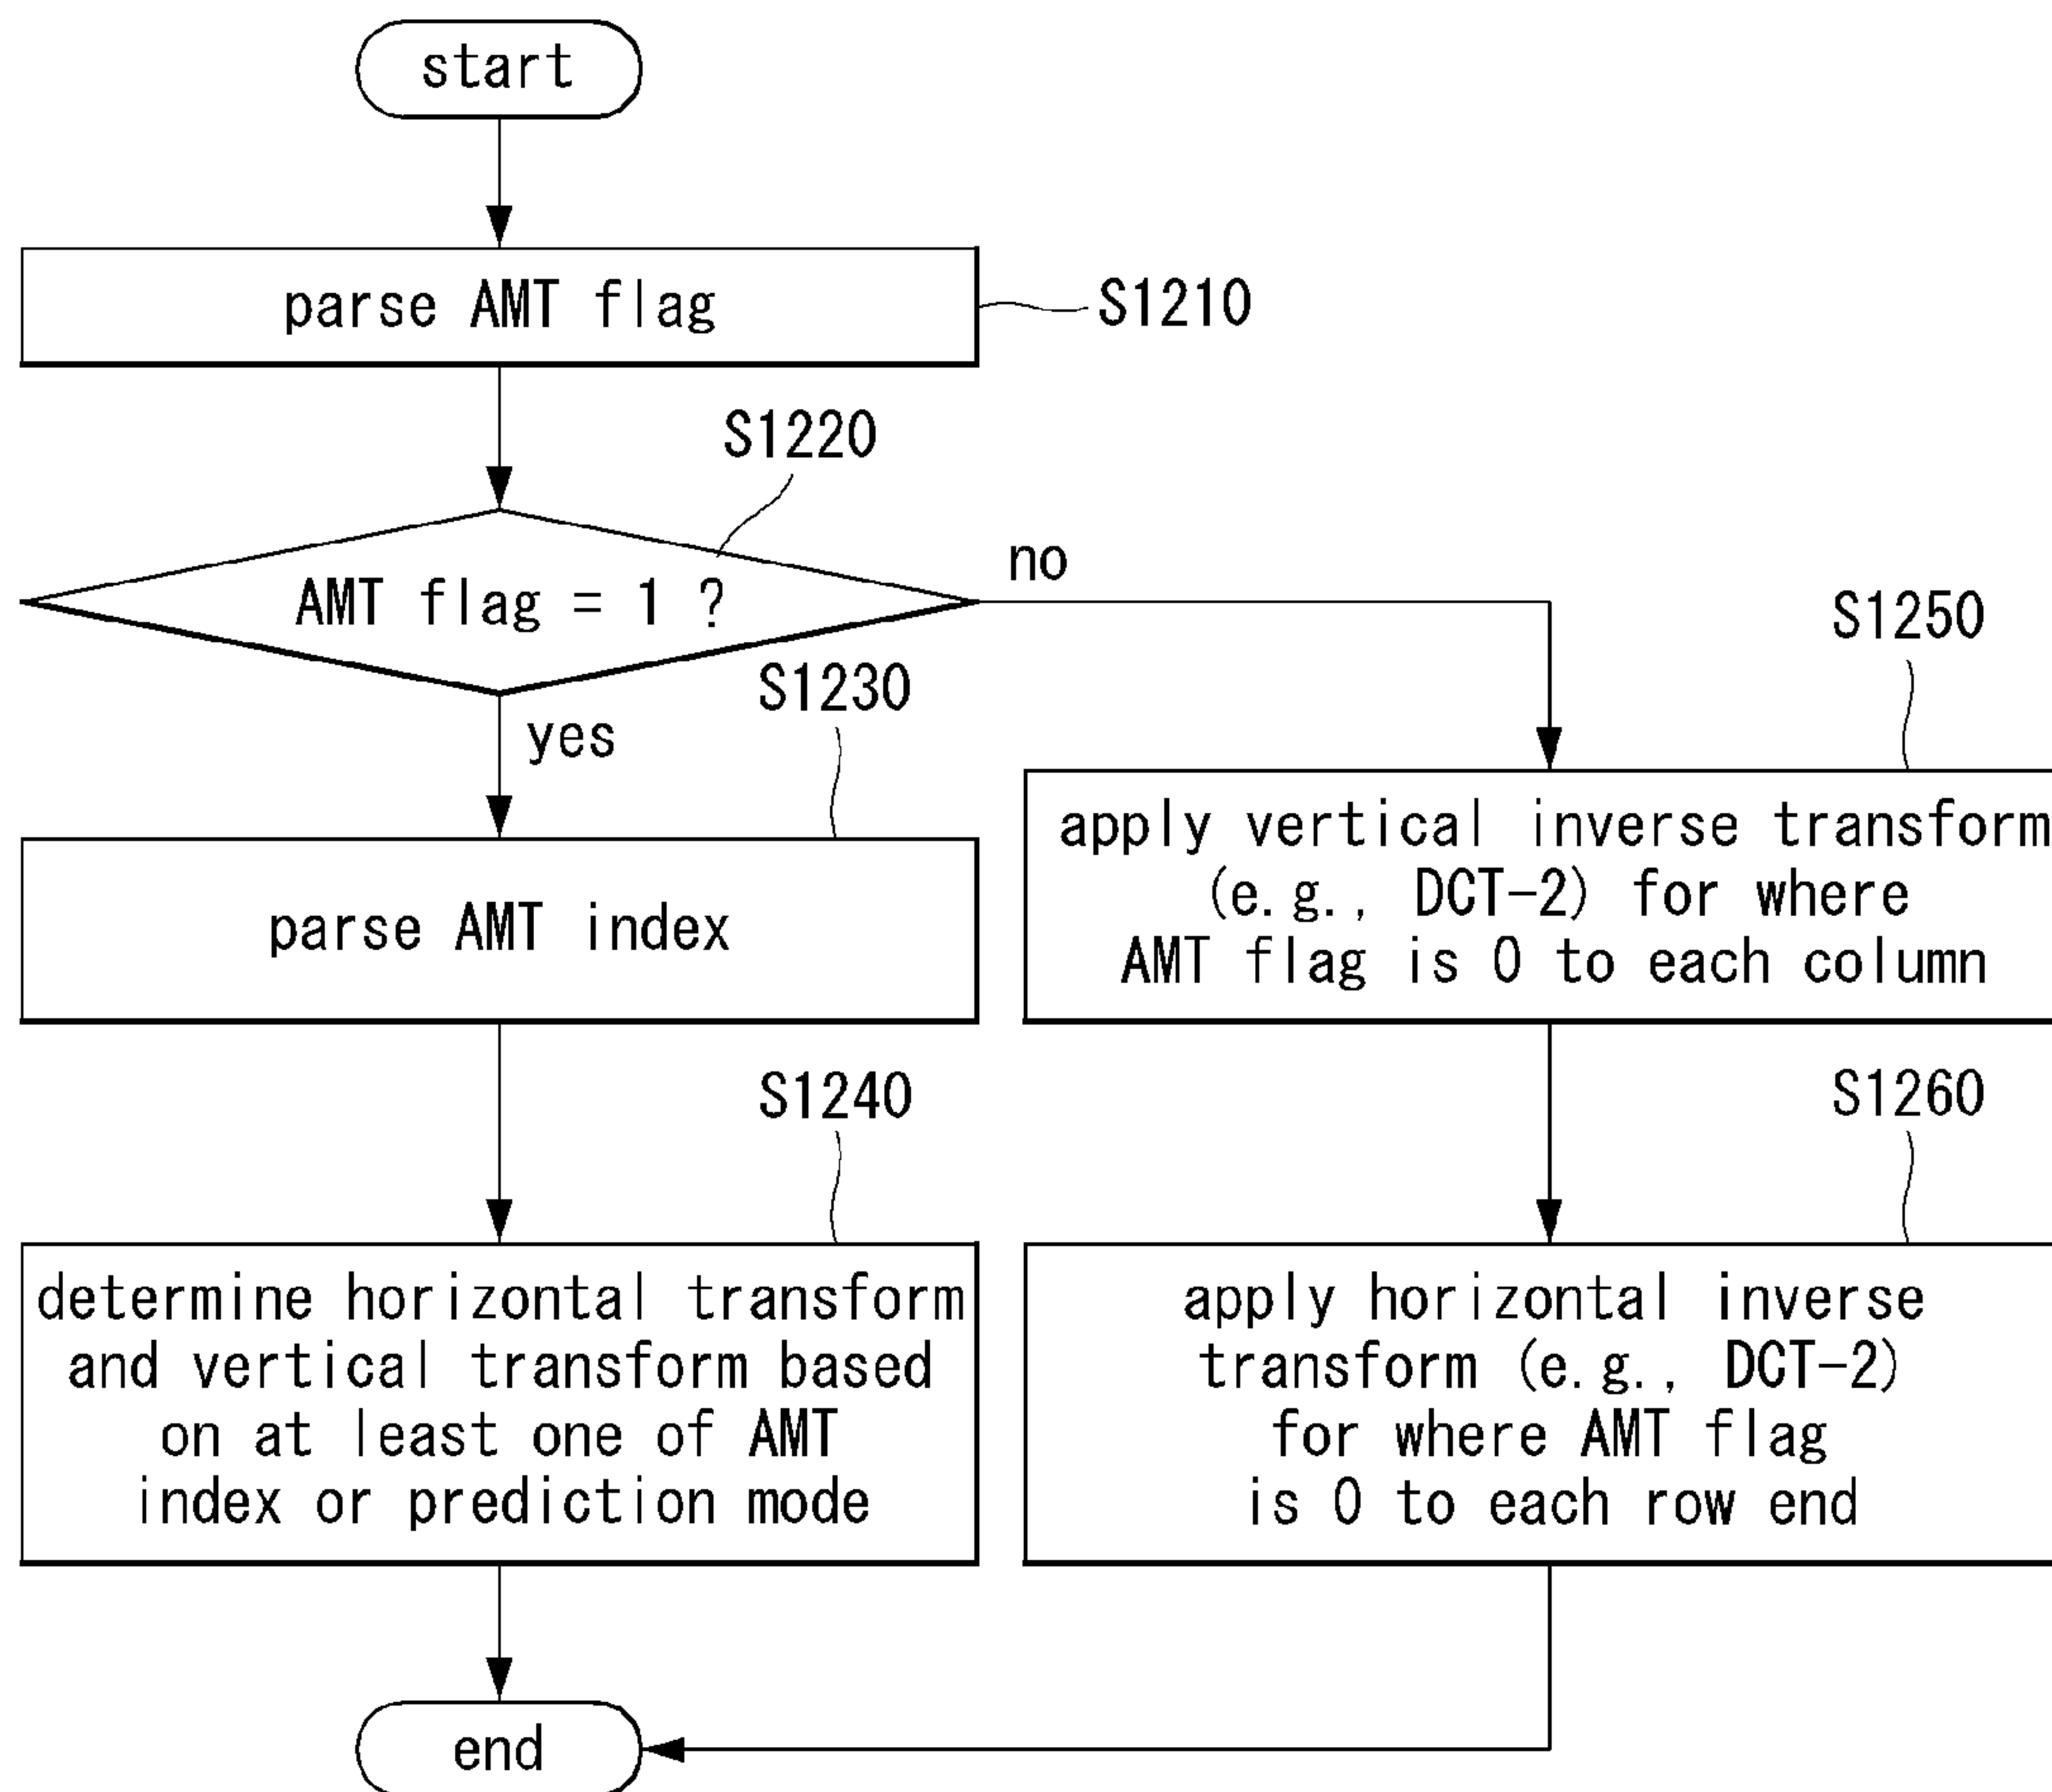 start
parse AMT flag
S1210
S1220
AMT flag = 1 ?
no
yes
S1230
parse AMT index
S1240
determine horizontal transform
and vertical transform based
on at least one of AMT
index or prediction mode
S1250
apply vertical inverse transform
(e.g., DCT-2) for where
AMT flag is 0 to each column
S1260
apply horizontal inverse
transform (e.g., DCT-2)
for where AMT flag
is 0 to each row end
end